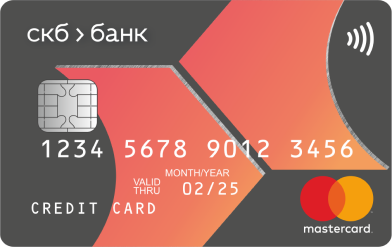 скб > банк
1234 5678 9012 3456
MONTH/YEAR
VALID THRU 02/25
CREDIT CARD
mastercard.